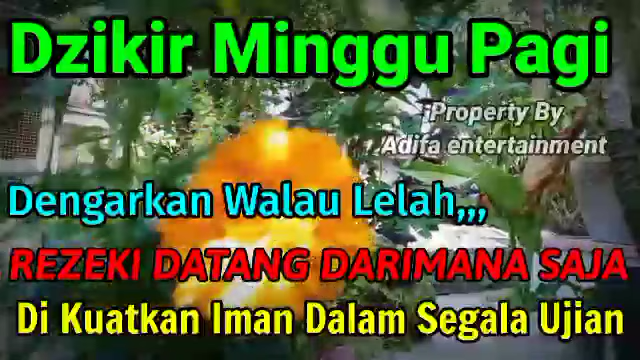 Dzikir Minggu Pagi
Property By
Adifa entertainment
Dengarkan Walau Lelah,,,
REZEKI DATANG DARIMANA SAJA
Di Kuatkan Iman Dalam Segala Ujian